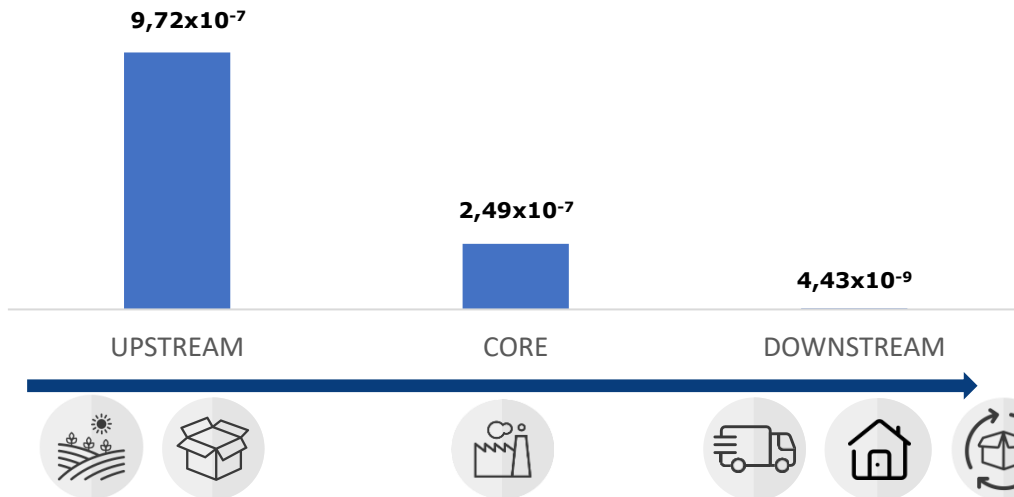 9,72x10⁻⁷
2,49x10⁻⁷
4,43x10⁻⁹
UPSTREAM CORE DOWNSTREAM